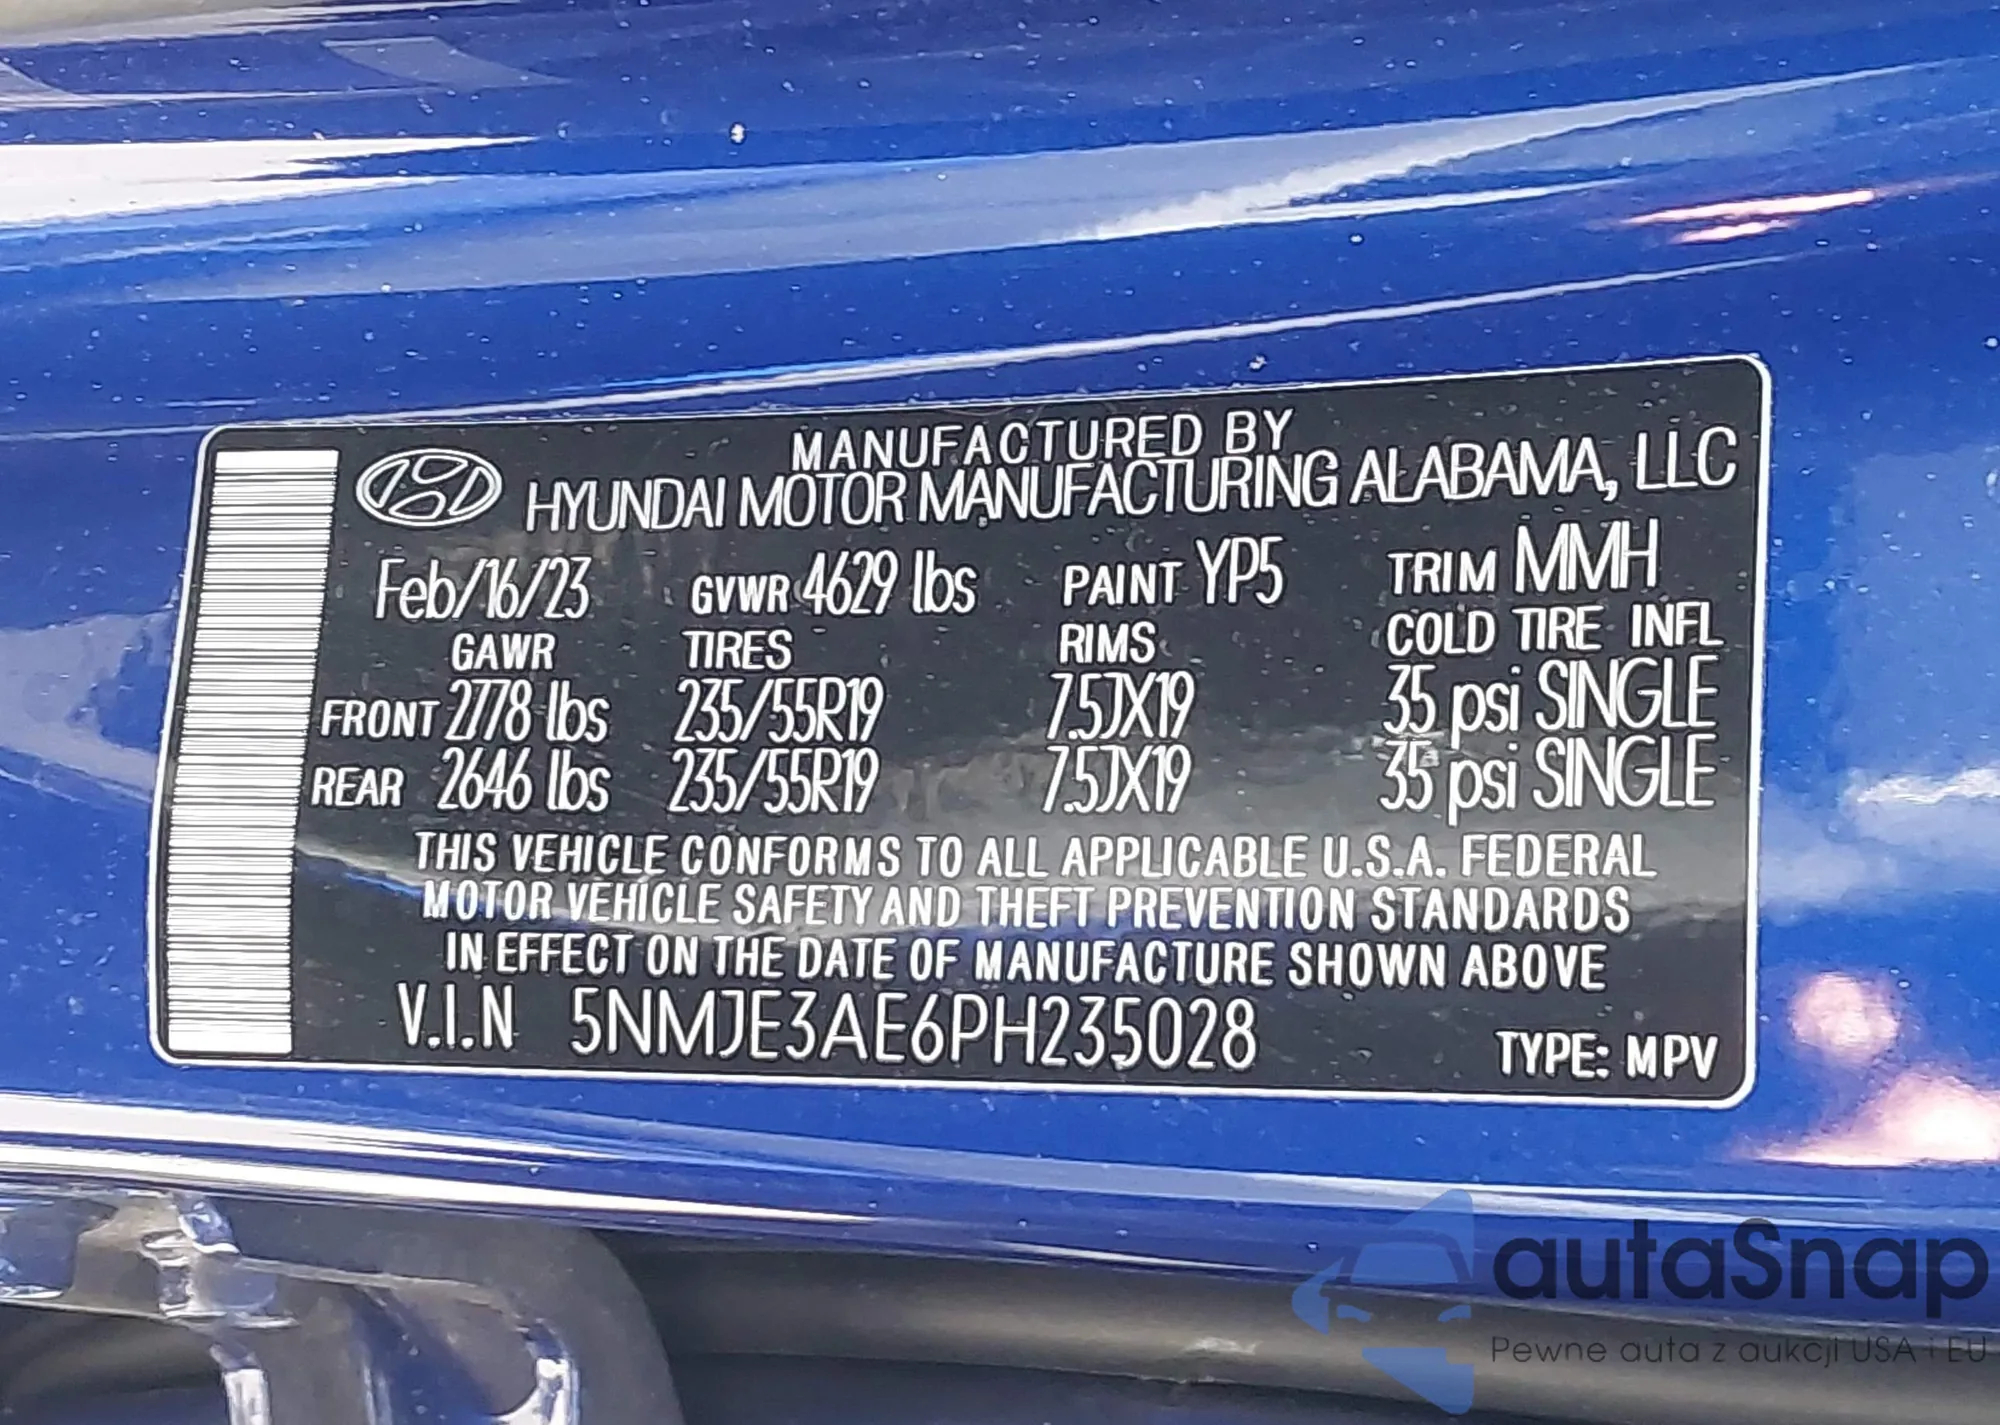 MANUFACTURED BY
HYUNDAI MOTOR MANUFACTURING ALABAMA, LLC
Feb/16/23 GVWR 4629 lbs PAINT YP5 TRIM MMH
GAWR TIRES RIMS COLD TIRE INFL
FRONT 2778 lbs 235/55R19 7.5JX19 35 psi SINGLE
REAR 2646 lbs 235/55R19 7.5JX19 35 psi SINGLE
THIS VEHICLE CONFORMS TO ALL APPLICABLE U.S.A. FEDERAL
MOTOR VEHICLE SAFETY AND THEFT PREVENTION STANDARDS
IN EFFECT ON THE DATE OF MANUFACTURE SHOWN ABOVE
V.I.N 5NMJE3AE6PH235028 TYPE: MPV
autaSnap
Pewne auta z aukcji USA i EU